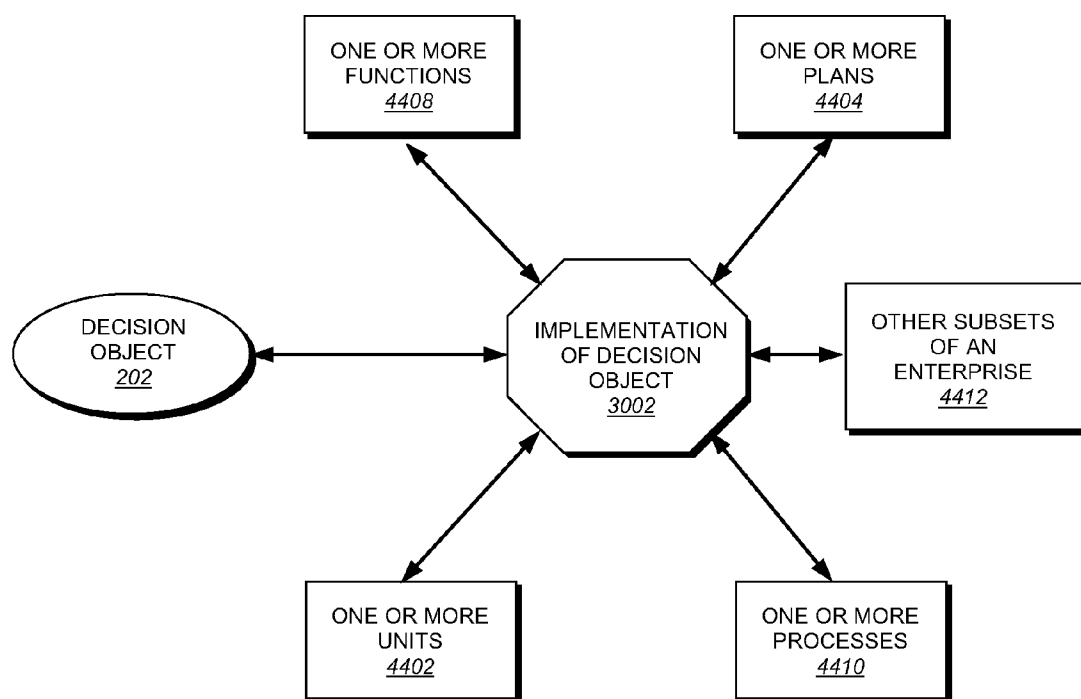 ONE OR MORE
FUNCTIONS
4408
ONE OR MORE
PLANS
4404
DECISION
OBJECT
202
IMPLEMENTATION
OF DECISION
OBJECT
3002
OTHER SUBSETS
OF AN
ENTERPRISE
4412
ONE OR MORE
UNITS
4402
ONE OR MORE
PROCESSES
4410